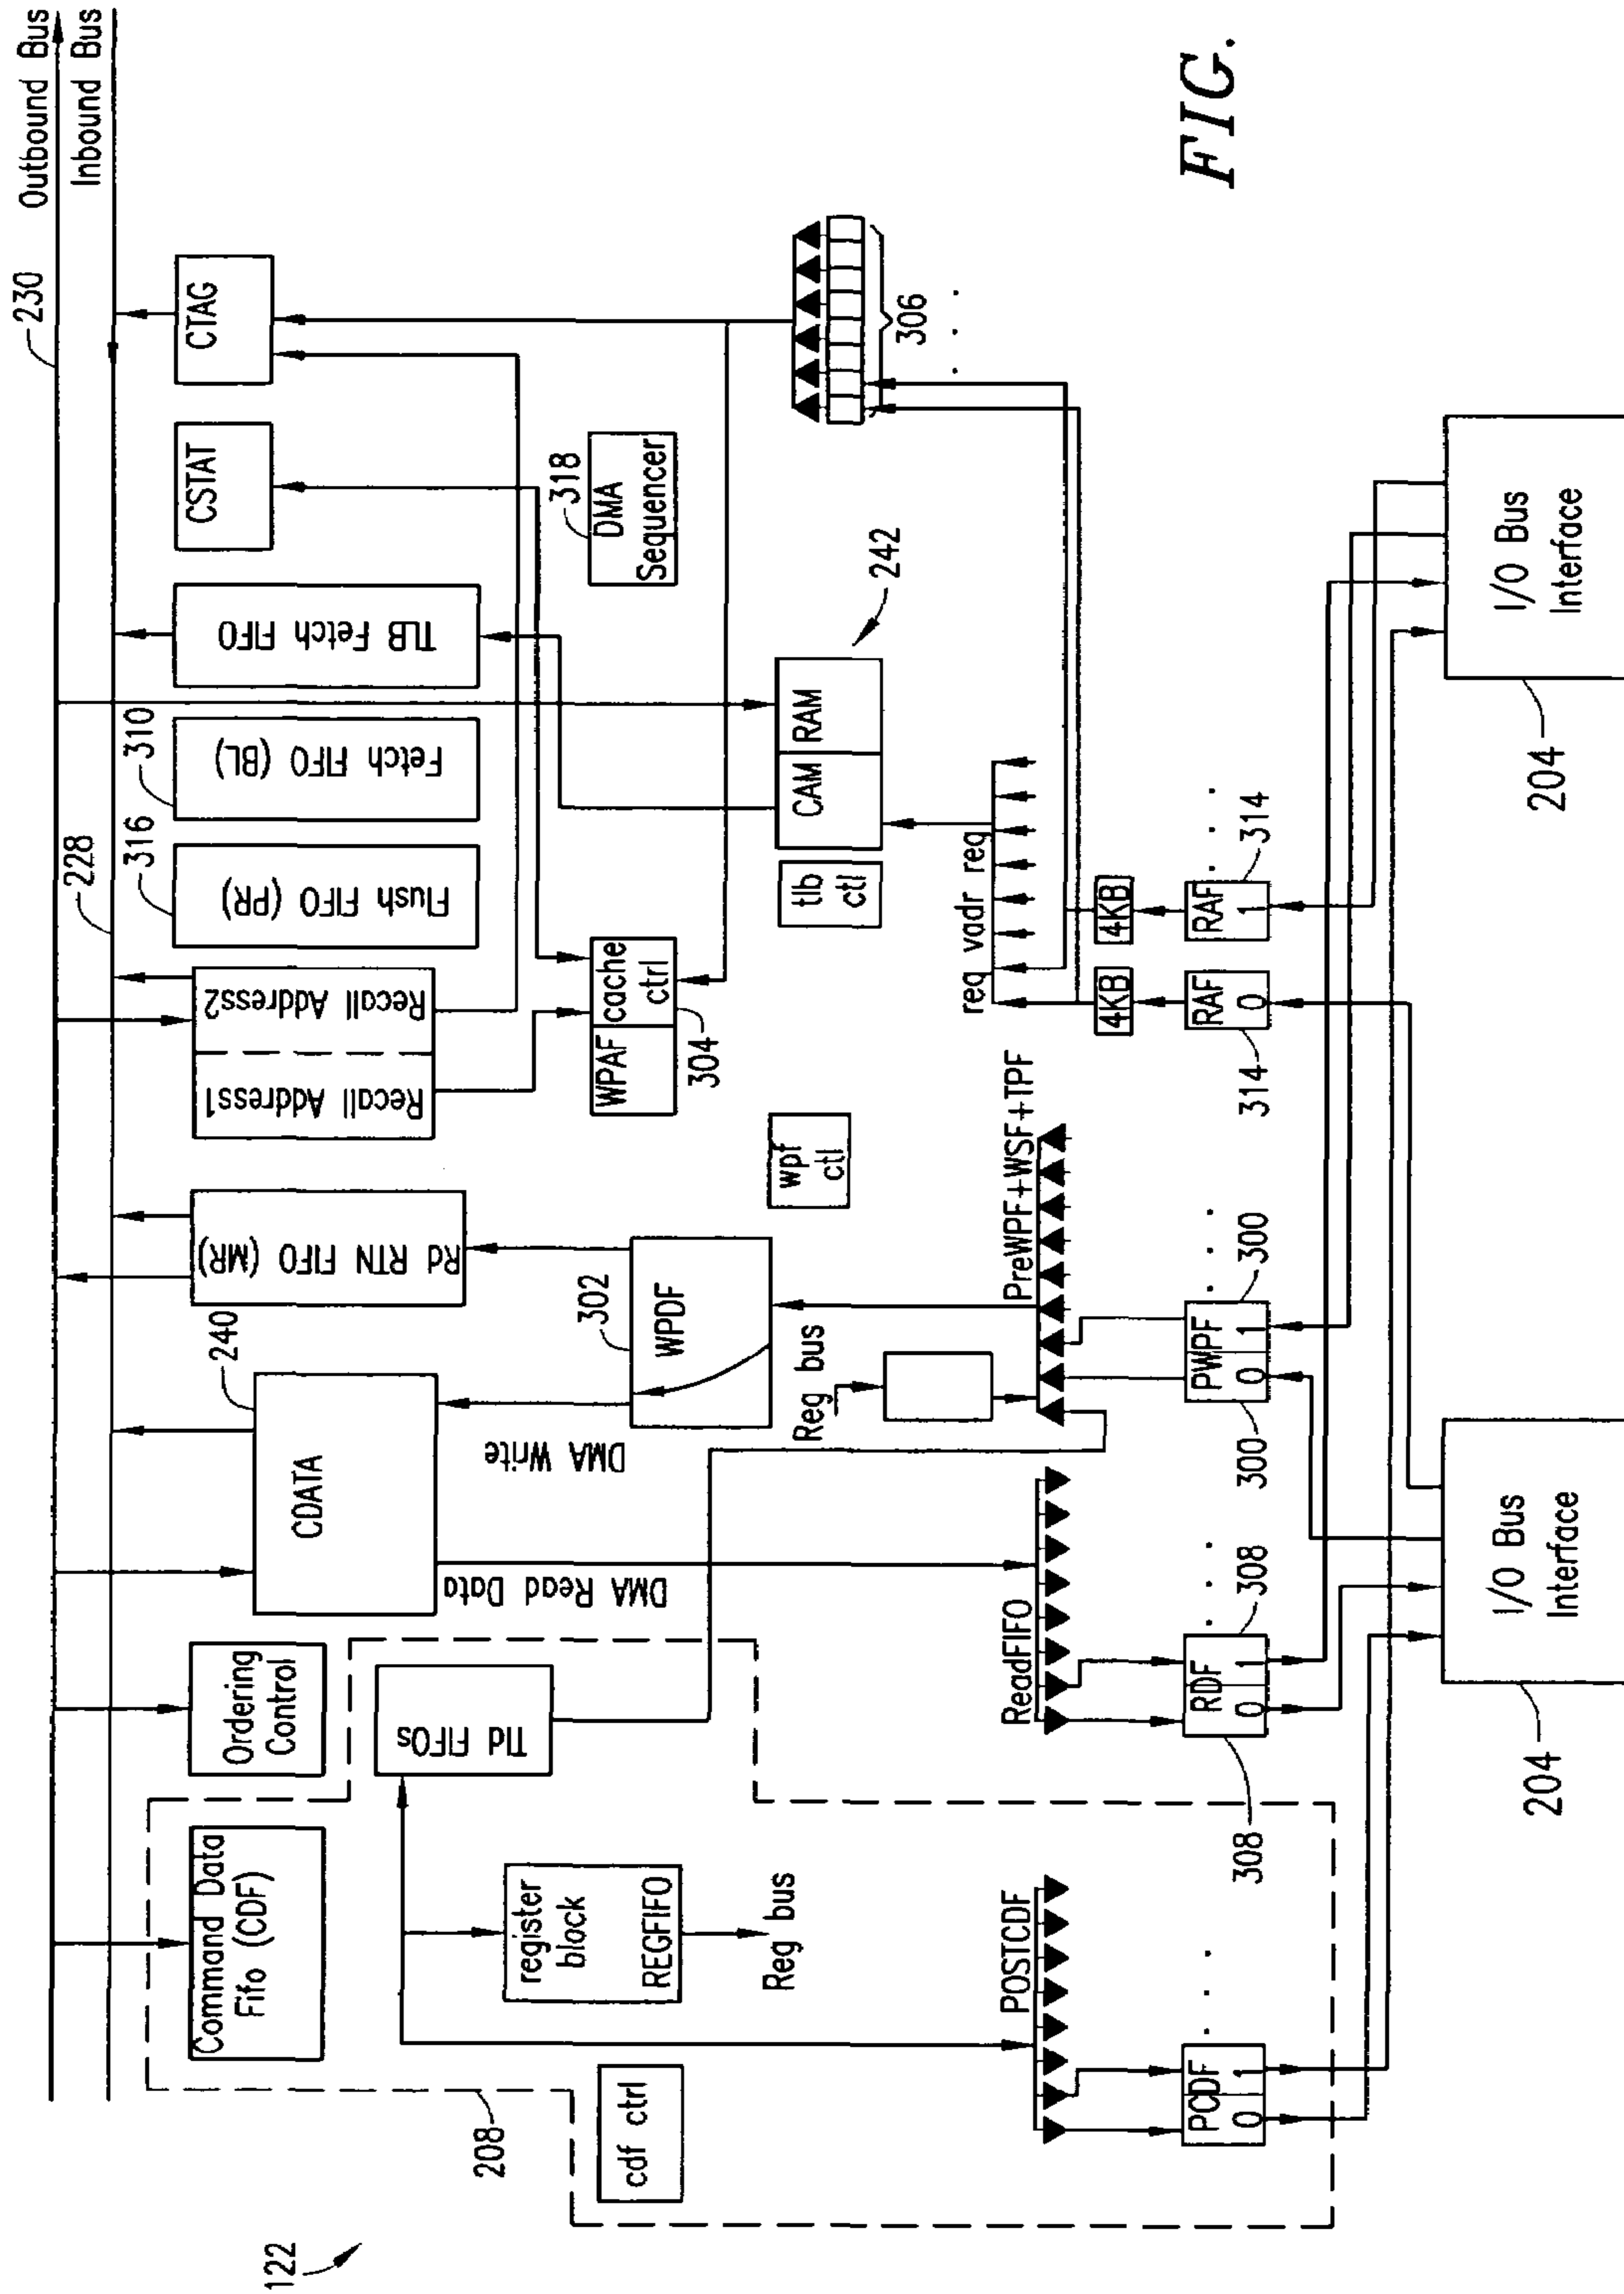 Outbound Bus
Inbound Bus
230
228
122
Command Data
Fifo (CDF)
Ordering
Control
CDATA
240
Rd RTN FIFO (MR)
Recall Address1
Recall Address2
Flush FIFO (PR)
316
Fetch FIFO (BL)
310
TLB Fetch FIFO
CSTAT
CTAG
208
cdf ctrl
register
block
REGFIFO
Reg bus
Tld FIFOs
DMA Read Data
DMA Write
302
WPDF
Reg bus
wpf
ctl
WPAF
cache
ctrl
304
tlb
ctl
CAM
RAM
242
318
DMA
Sequencer
306
. . .
POSTCDF
ReadFIFO
PreWPF+WSF+TPF
req vadr req
4KB
4KB
PCDF
0 1
. . . .
308
RDF
0 1
308
. . . .
300
PWPF
0 1
300
. . . .
314
RAF
0
RAF
1
314
. . . .
I/O Bus
Interface
204
I/O Bus
Interface
204
FIG.